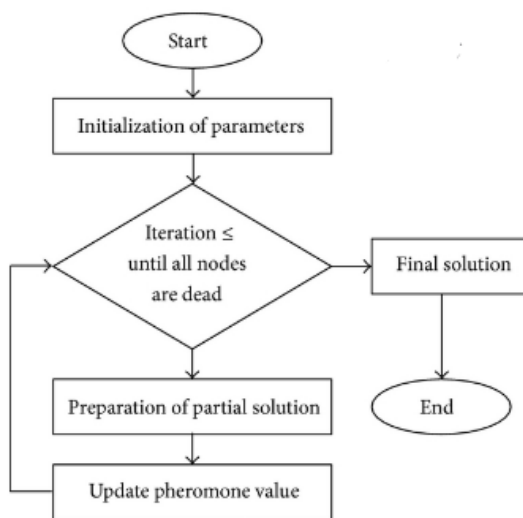 Start
Initialization of parameters
Iteration ≤
until all nodes
are dead
Final solution
Preparation of partial solution
End
Update pheromone value